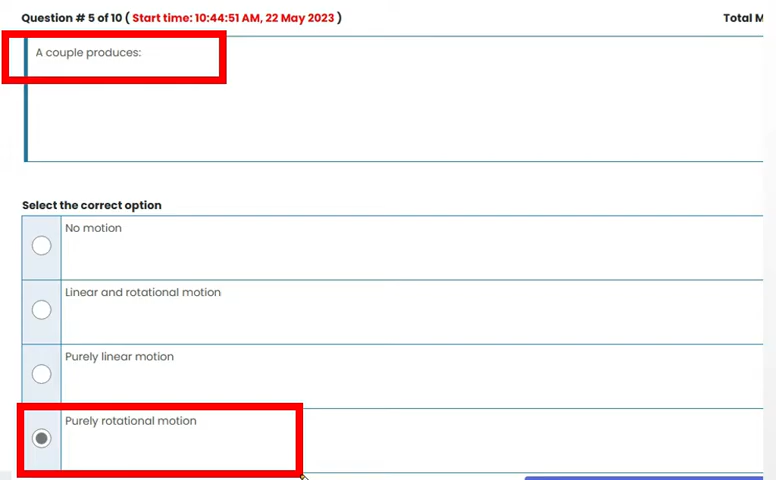 Question # 5 of 10 ( Start time: 10:44:51 AM, 22 May 2023 ) Total M
A couple produces:
Select the correct option
No motion
Linear and rotational motion
Purely linear motion
Purely rotational motion